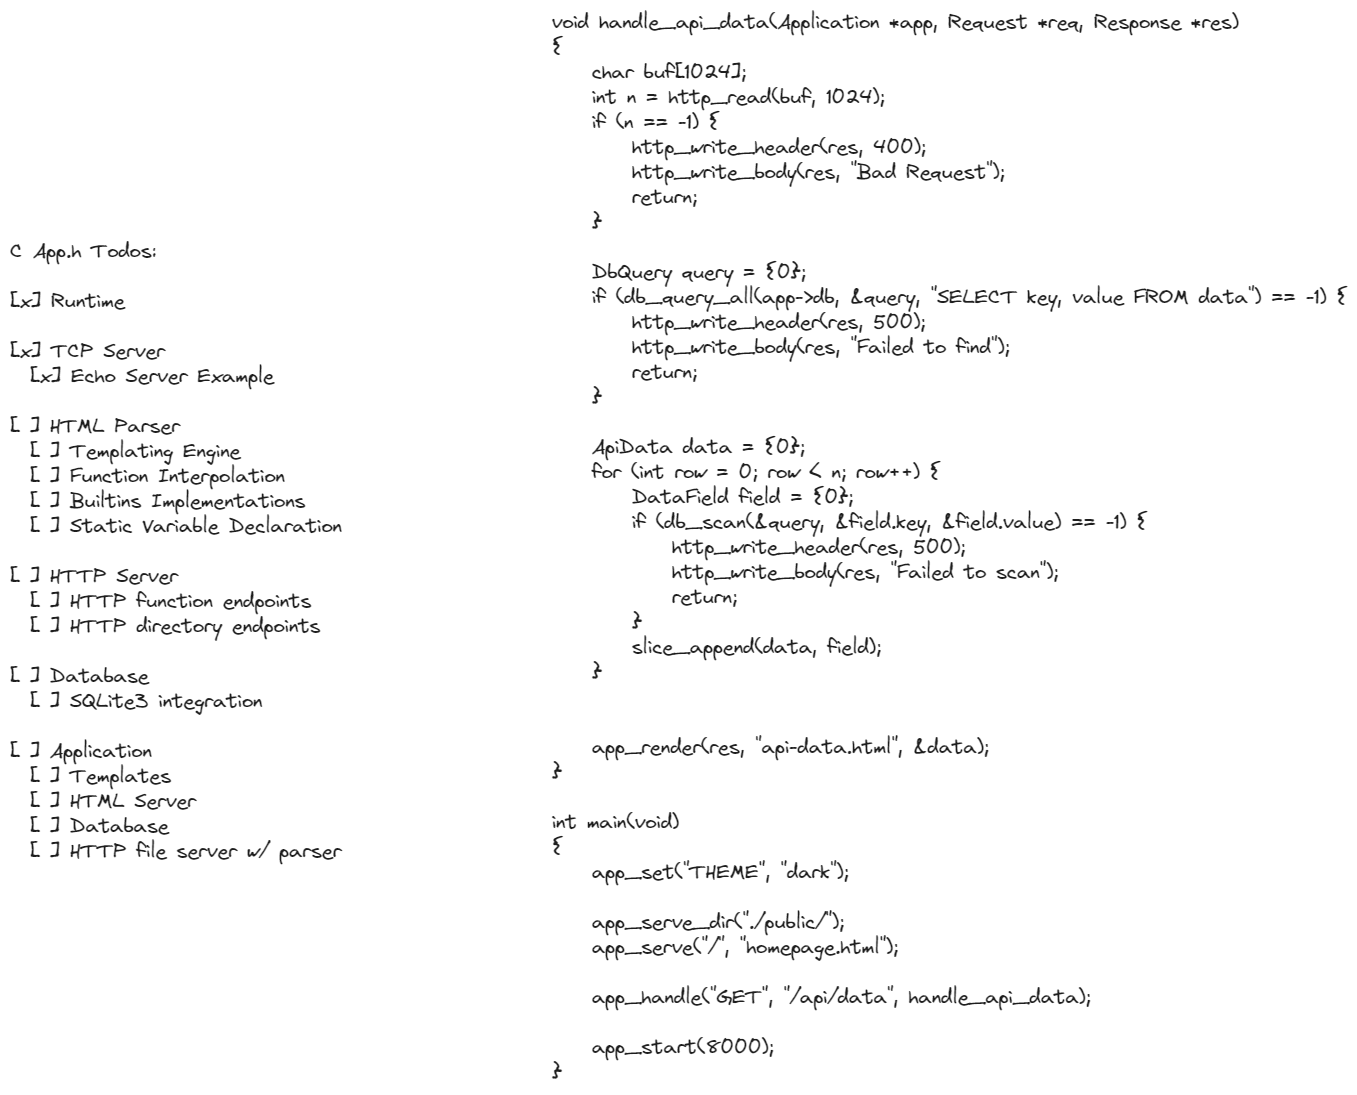 C App.h Todos:
[x] Runtime
[x] TCP Server
[x] Echo Server Example
[ ] HTML Parser
[ ] Templating Engine
[ ] Function Interpolation
[ ] Builtins Implementations
[ ] Static Variable Declaration
[ ] HTTP Server
[ ] HTTP function endpoints
[ ] HTTP directory endpoints
[ ] Database
[ ] SQLite3 integration
[ ] Application
[ ] Templates
[ ] HTML Server
[ ] Database
[ ] HTTP file server w/ parser
void handle_api_data(Application *app, Request *req, Response *res)
{
char buf[1024];
int n = http_read(buf, 1024);
if (n == -1) {
http_write_header(res, 400);
http_write_body(res, "Bad Request");
return;
}
DbQuery query = {0};
if (db_query_all(app->db, &query, "SELECT key, value FROM data") == -1) {
http_write_header(res, 500);
http_write_body(res, "Failed to find");
return;
}
ApiData data = {0};
for (int row = 0; row < n; row++) {
DataField field = {0};
if (db_scan(&query, &field.key, &field.value) == -1) {
http_write_header(res, 500);
http_write_body(res, "Failed to scan");
return;
}
slice_append(data, field);
}
app_render(res, "api-data.html", &data);
}
int main(void)
{
app_set("THEME", "dark");
app_serve_dir("./public/");
app_serve("/", "homepage.html");
app_handle("GET", "/api/data", handle_api_data);
app_start(8000);
}